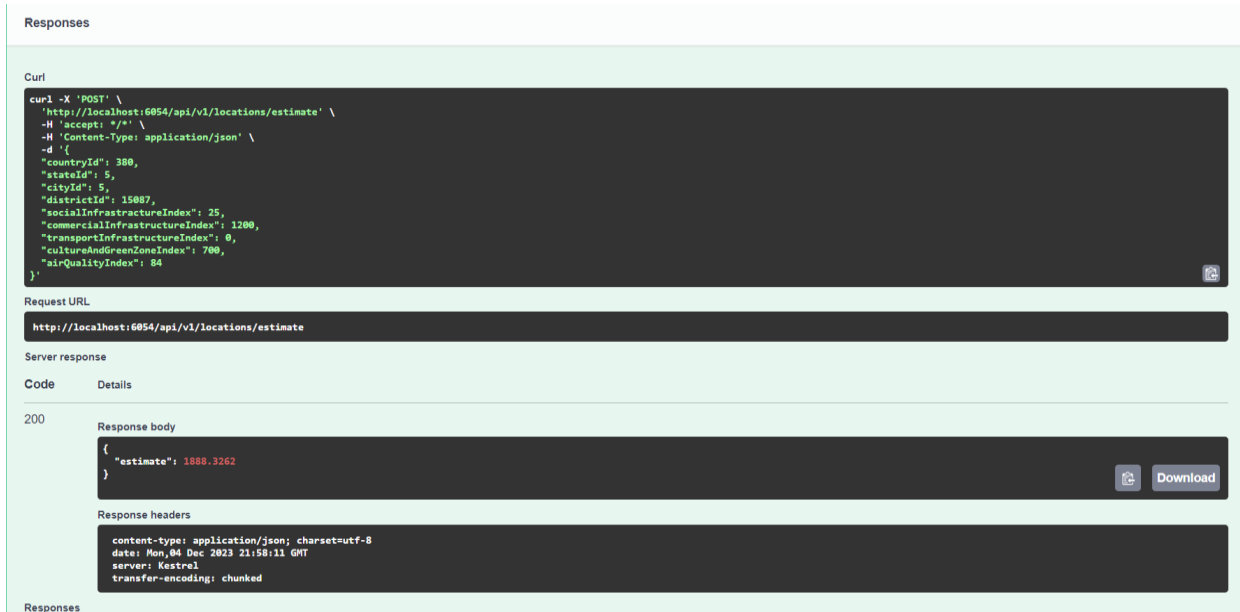 Responses
Curl
curl -X 'POST' \
'http://localhost:6054/api/v1/locations/estimate' \
-H 'accept: */*' \
-H 'Content-Type: application/json' \
-d '{
"countryId": 380,
"stateId": 5,
"cityId": 5,
"districtId": 15087,
"socialInfrastractureIndex": 25,
"commercialInfrastructureIndex": 1200,
"transportInfrastructureIndex": 0,
"cultureAndGreenZoneIndex": 700,
"airQualityIndex": 84
}'
Request URL
http://localhost:6054/api/v1/locations/estimate
Server response
Code Details
200
Response body
{
"estimate": 1888.3262
}
Download
Response headers
content-type: application/json; charset=utf-8
date: Mon,04 Dec 2023 21:58:11 GMT
server: Kestrel
transfer-encoding: chunked
Responses